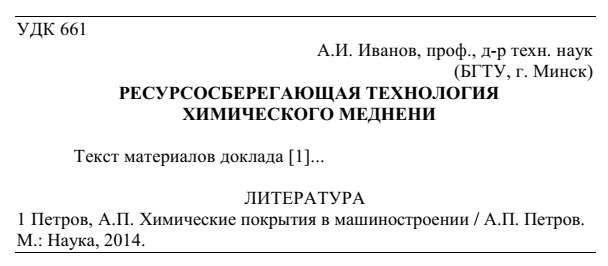 УДК 661
А.И. Иванов, проф., д-р техн. наук
(БГТУ, г. Минск)
РЕСУРСОСБЕРЕГАЮЩАЯ ТЕХНОЛОГИЯ
ХИМИЧЕСКОГО МЕДНЕНИ
Текст материалов доклада [1]...
ЛИТЕРАТУРА
1 Петров, А.П. Химические покрытия в машиностроении / А.П. Петров.
М.: Наука, 2014.